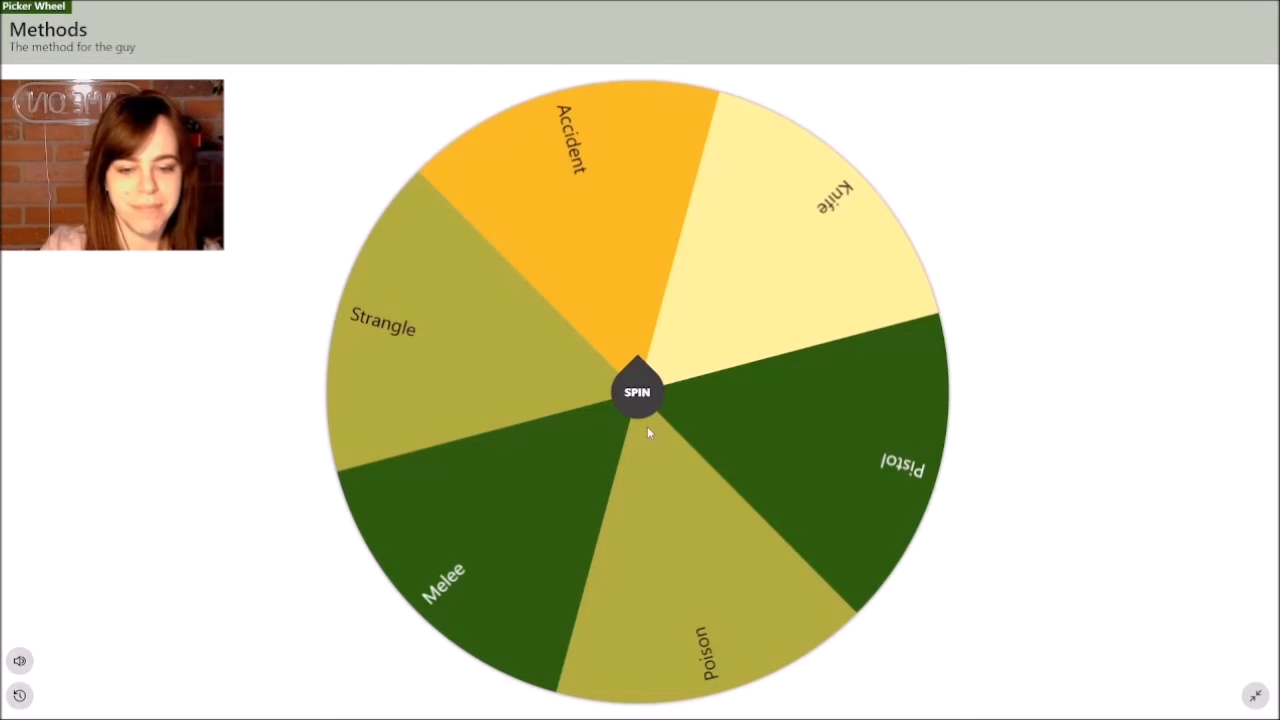 Picker Wheel
Methods
The method for the guy
Accident
Knife
Strangle
SPIN
Pistol
Melee
Poison